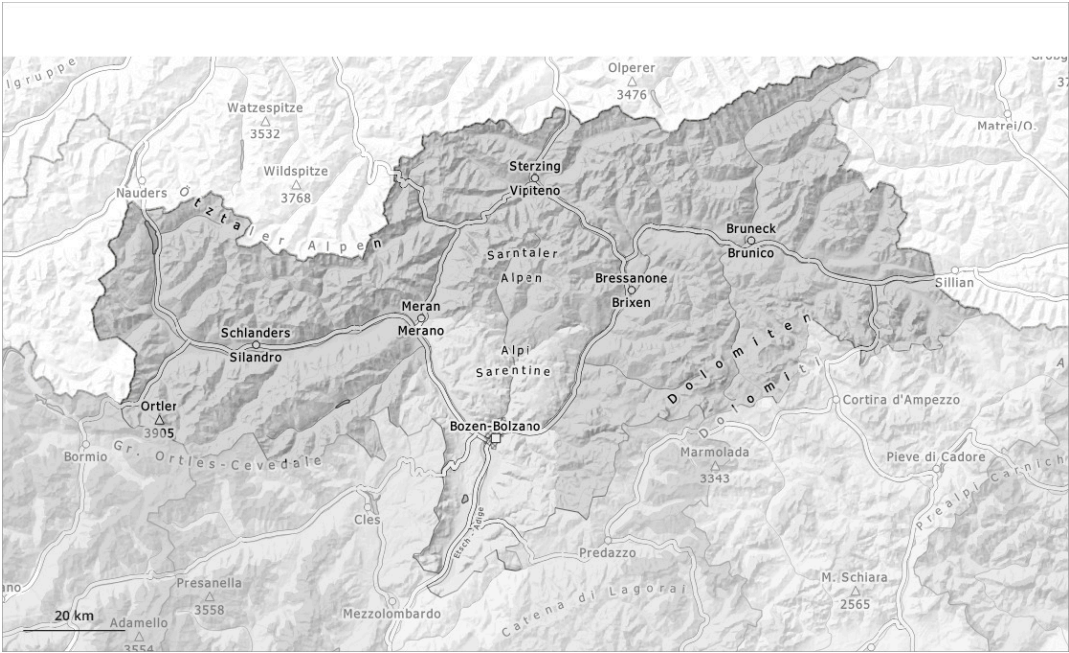 Olperer
3476
Watzespitze
3532
Matrei/O.
Sterzing
Vipiteno
Wildspitze
3768
Nauders
Ötztaler Alpen
Bruneck
Brunico
Sarntaler
Alpen
Bressanone
Brixen
Sillian
Meran
Merano
Schlanders
Silandro
Alpi
Sarentine
Dolomiten
Dolomiti
Ortler
3905
Cortina d'Ampezzo
Bozen-Bolzano
Gr. Ortles-Cevedale
Bormio
Marmolada
3343
Pieve di Cadore
Prealpi Carniche
Cles
Etsch - Adige
Predazzo
Presanella
3558
M. Schiara
2565
Mezzolombardo
Catena di Lagorai
20 km
Adamello
3554